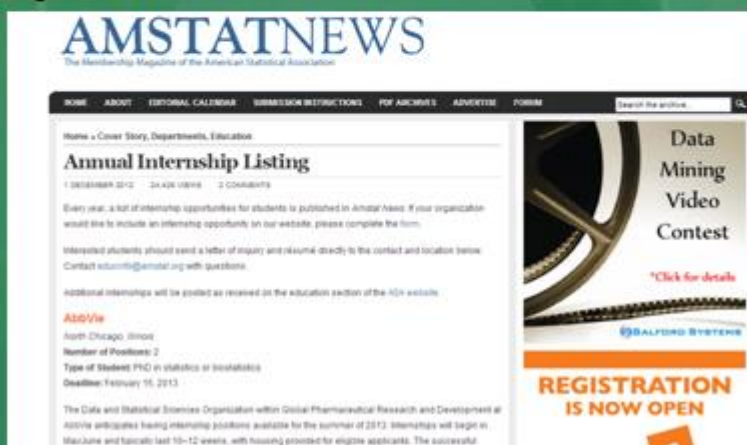 AMSTATNEWS
The Membership Magazine of the American Statistical Association
HOME ABOUT EDITORIAL CALENDAR SUBMISSION INSTRUCTIONS PDF ARCHIVES ADVERTISE FORUM
Search the archive...
Home » Cover Story, Departments, Education
Annual Internship Listing
1 DECEMBER 2012 VIEWS 2 COMMENTS
Every year, a list of internship opportunities for students is published in Amstat News. If your organization
would like to include an internship opportunity on our website, please complete the form.
Interested students should send a letter of inquiry and résumé directly to the contact and location below.
Contact educinfo@amstat.org with questions.
Additional internships will be posted as received on the education section of the ASA website.
AbbVie
North Chicago, Illinois
Number of Positions: 2
Type of Student: PhD in statistics or biostatistics
Deadline: February 15, 2013
The Data and Statistical Sciences Organization within Global Pharmaceutical Research and Development at
AbbVie anticipates having internship positions available for the summer of 2013. Internships will begin in
May/June and typically last 10–12 weeks, with housing provided for eligible applicants. The successful
Data
Mining
Video
Contest
*Click for details
SALFORD SYSTEMS
REGISTRATION
IS NOW OPEN